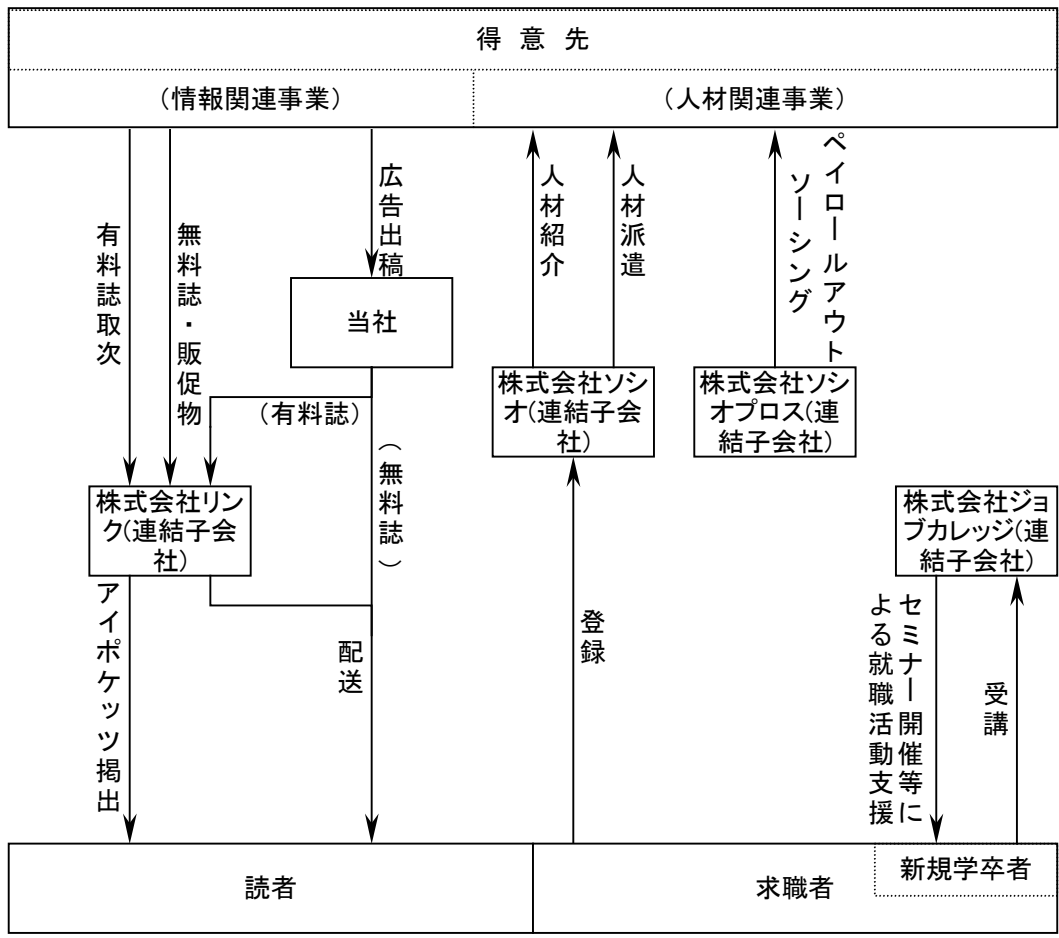 得 意 先
(情報関連事業)
(人材関連事業)
有料誌取次
無料誌・販促物
広告出稿
人材紹介
人材派遣
ペイロールアウト
ソーシング
当社
(有料誌)
(無料誌)
株式会社ソシ
オ(連結子会
社)
株式会社ソシ
オプロス(連
結子会社)
株式会社リン
ク(連結子会
社)
株式会社ジョ
ブカレッジ(連
結子会社)
アイポケッツ掲出
配送
登録
セミナー開催等に
よる就職活動支援
受講
読者
求職者
新規学卒者